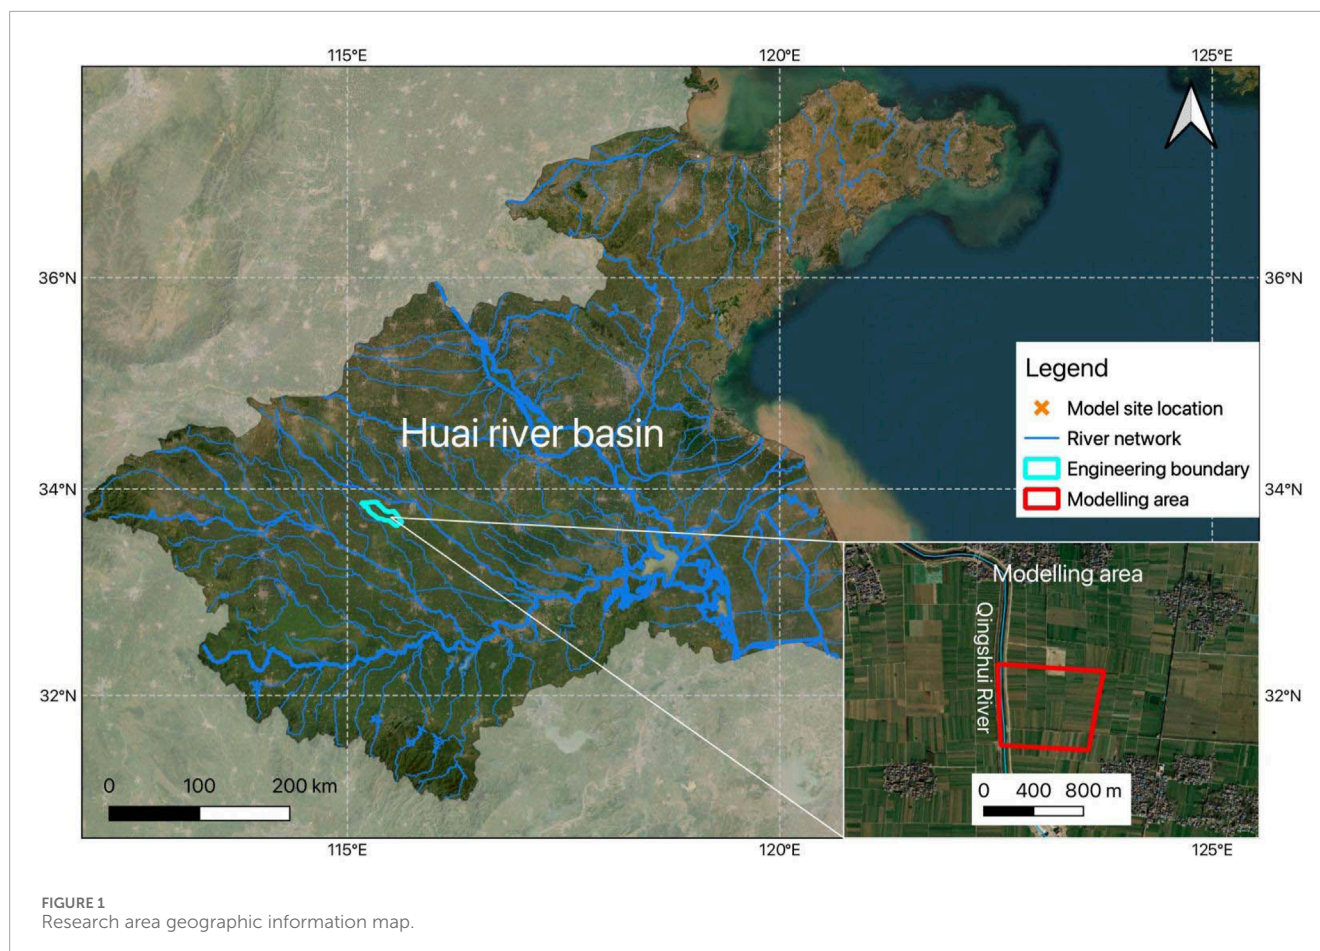 115°E
120°E
125°E
36°N
36°N
Legend
Model site location
River network
Engineering boundary
Modelling area
Huai river basin
34°N
34°N
Modelling area
Qingshui River
32°N
32°N
0 100 200 km
0 400 800 m
115°E
120°E
125°E
FIGURE 1
Research area geographic information map.